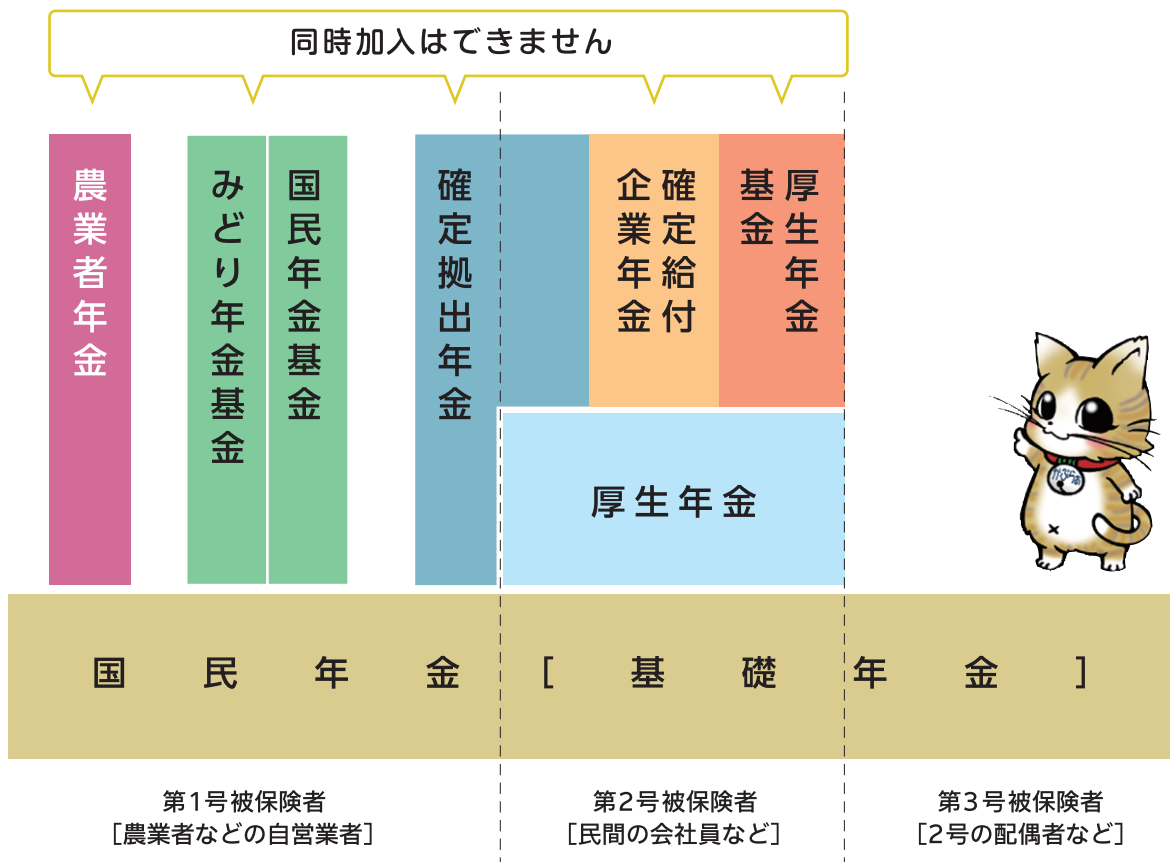 同時加入はできません
農業者年金
みどり年金基金
国民年金基金
確定拠出年金
確定給付
企業年金
厚生年金
基金
厚生年金
国民年金[基礎年金]
第1号被保険者
[農業者などの自営業者]
第2号被保険者
[民間の会社員など]
第3号被保険者
[2号の配偶者など]